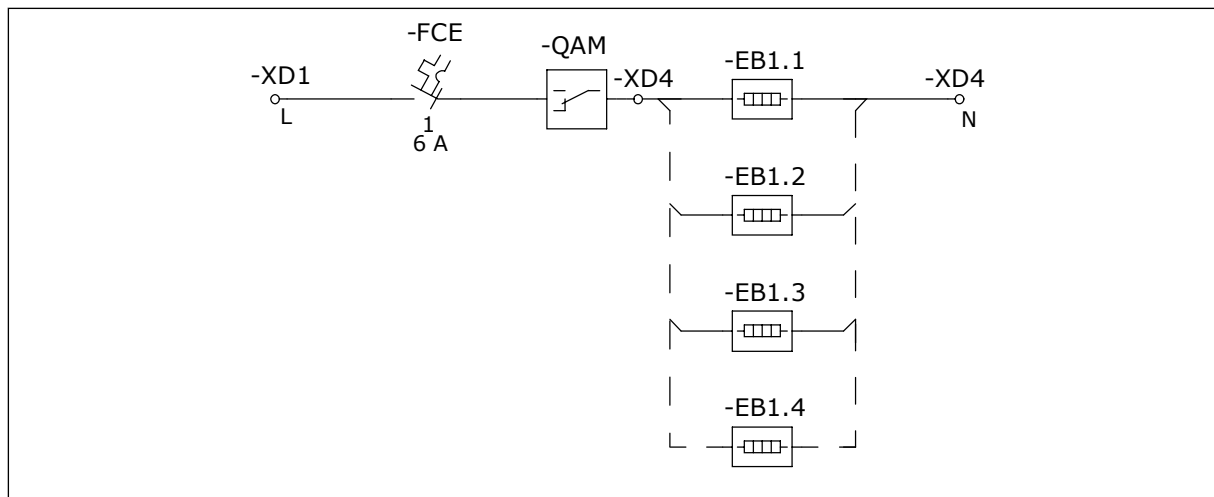 -FCE
-QAM
-XD1
-XD4
-EB1.1
-XD4
L
N
1
6 A
-EB1.2
-EB1.3
-EB1.4